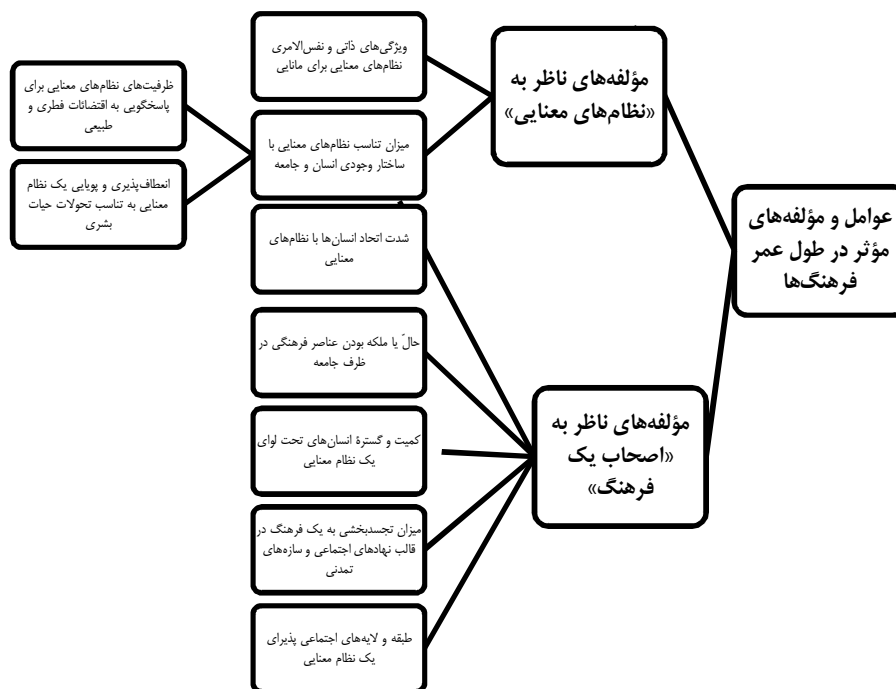 عوامل و مؤلفه‌های
مؤثر در طول عمر
فرهنگ‌ها
مؤلفه‌های ناظر به
«نظام‌های معنایی»
ویژگی‌های ذاتی و نفس‌الامری
نظام‌های معنایی برای مانایی
میزان تناسب نظام‌های معنایی با
ساختار وجودی انسان و جامعه
ظرفیت‌های نظام‌های معنایی برای
پاسخگویی به اقتضائات فطری و
طبیعی
انعطاف‌پذیری و پویایی یک نظام
معنایی به تناسب تحولات حیات
بشری
مؤلفه‌های ناظر به
«اصحاب یک
فرهنگ»
شدت اتحاد انسان‌ها با نظام‌های
معنایی
حالّ یا ملکه بودن عناصر فرهنگی در
ظرف جامعه
کمیت و گسترهٔ انسان‌های تحت لوای
یک نظام معنایی
میزان تجسدبخشی به یک فرهنگ در
قالب نهادهای اجتماعی و سازه‌های
تمدنی
طبقه و لایه‌های اجتماعی پذیرای
یک نظام معنایی